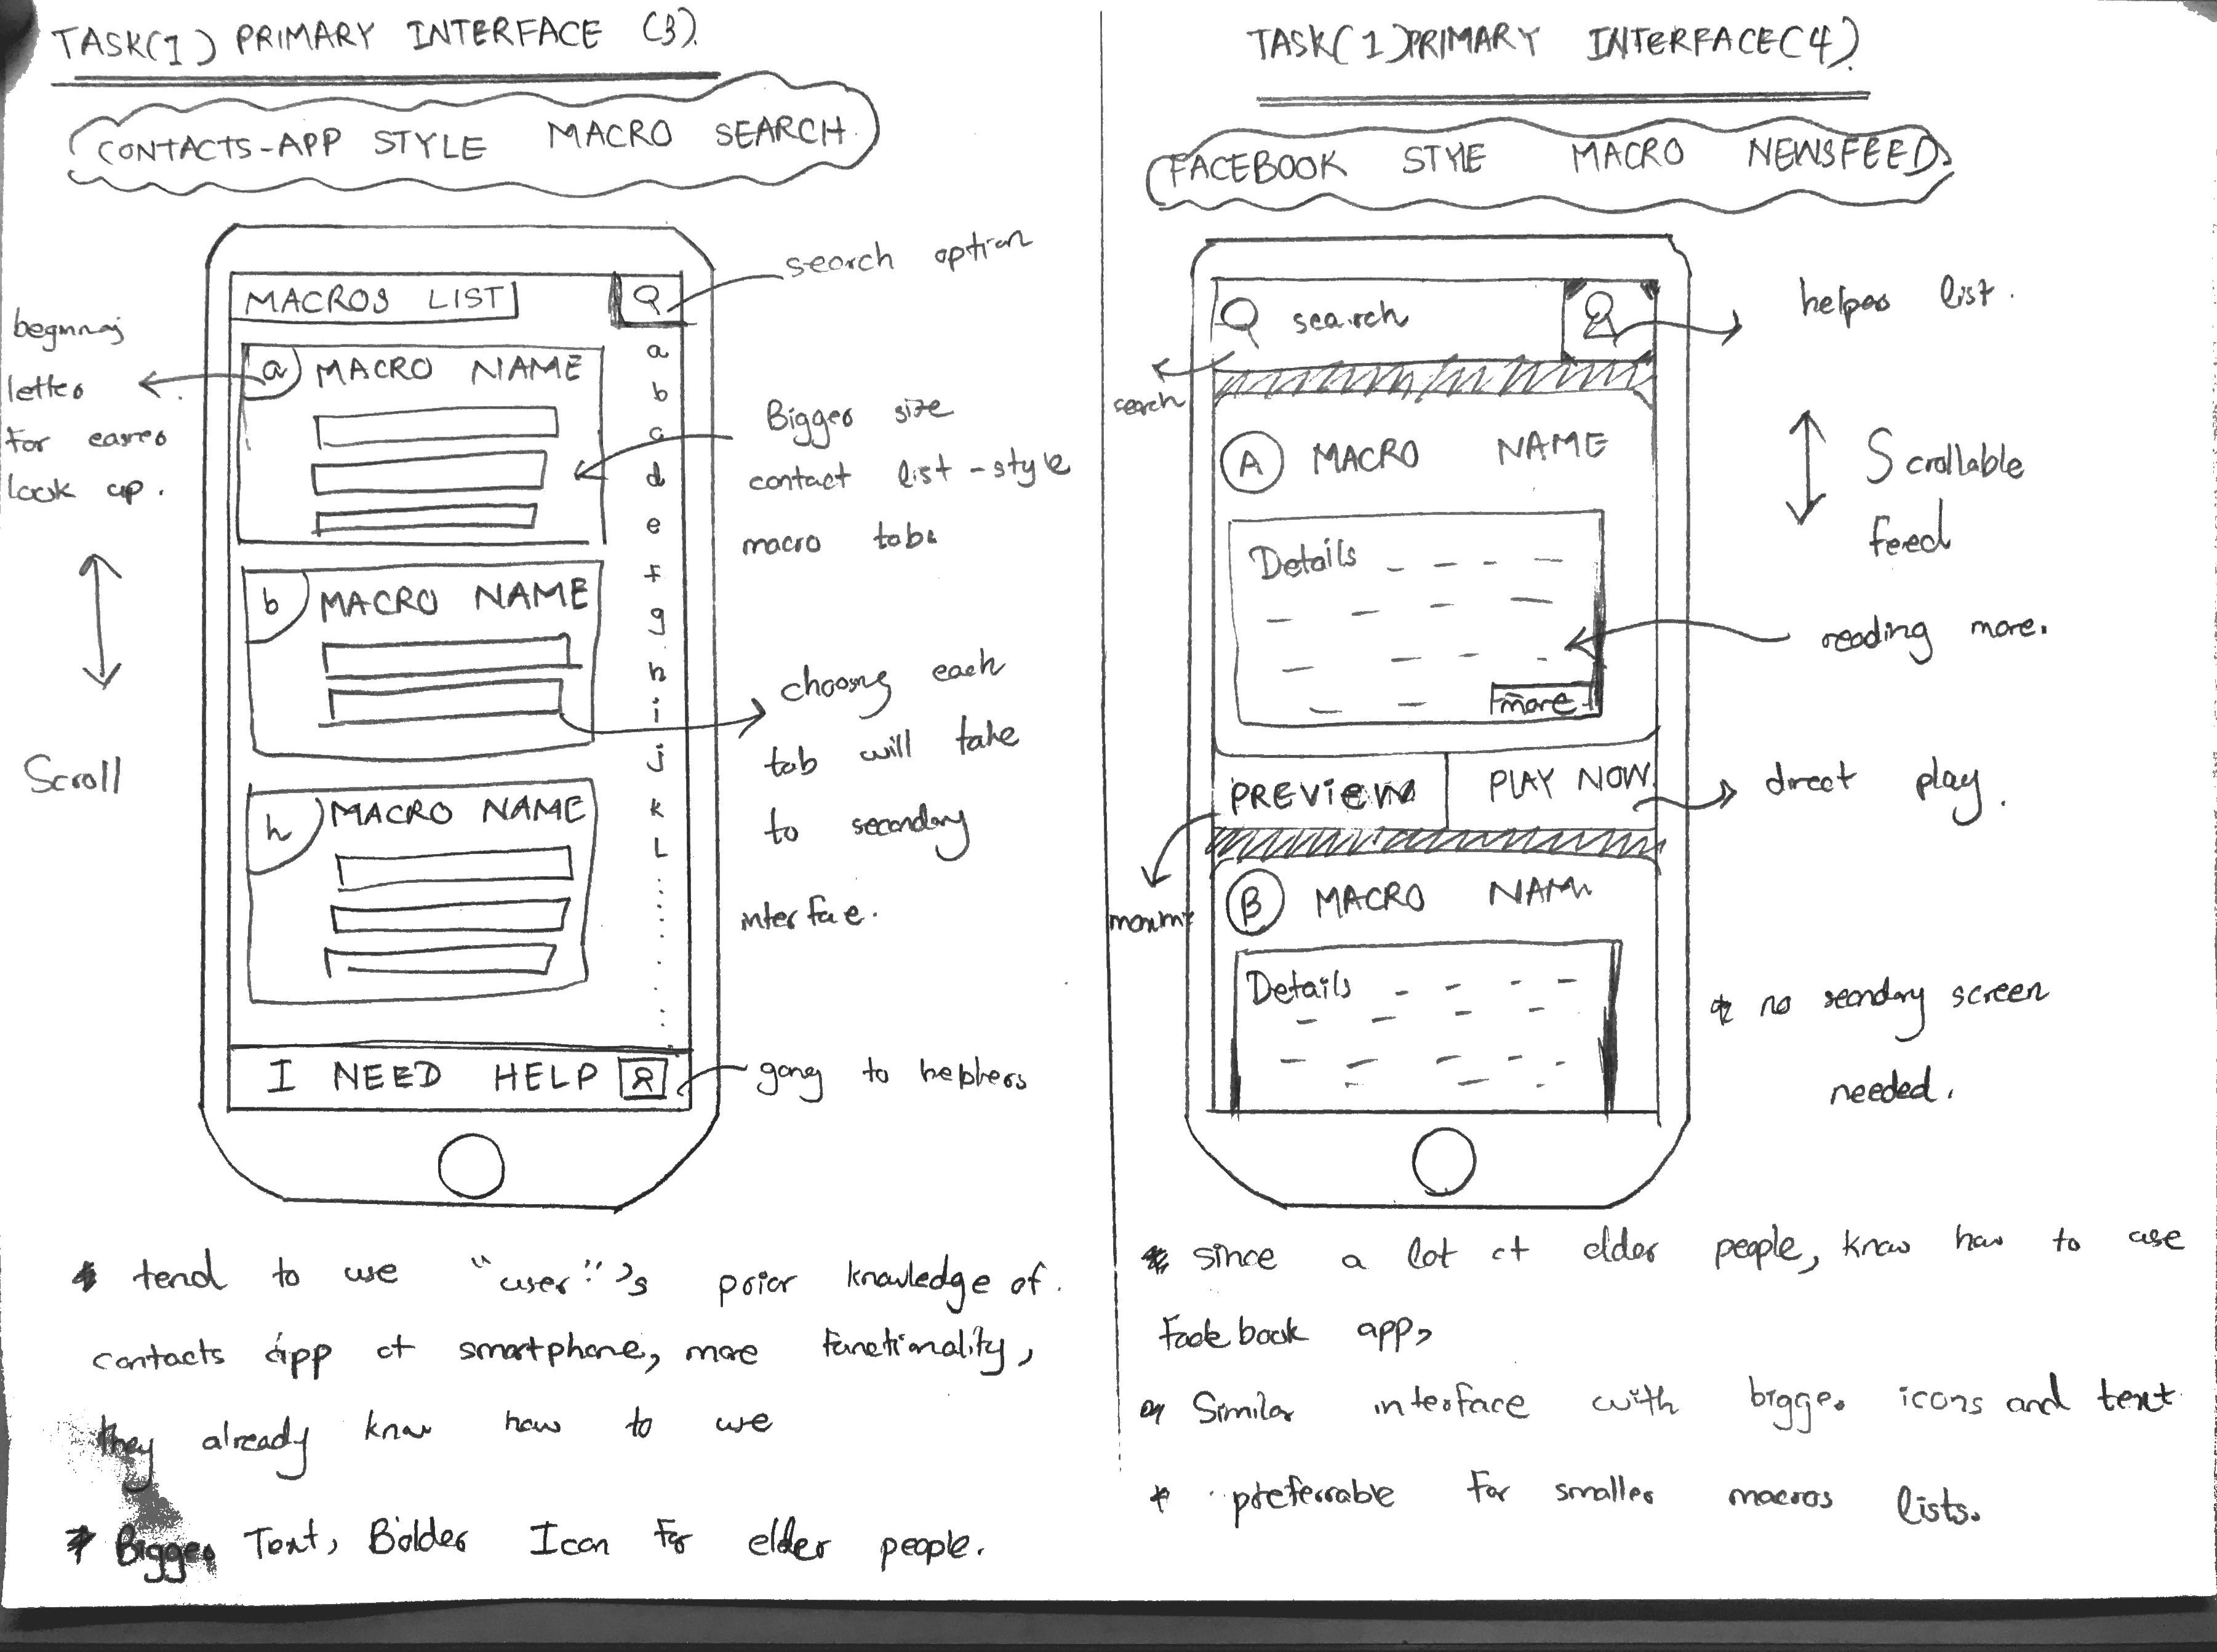 TASK(1) PRIMARY INTERFACE (3).
CONTACTS-APP STYLE MACRO SEARCH.
MACROS LIST
search option
beginning
letter
for easier
look up.
Scroll
a MACRO NAME
b MACRO NAME
h MACRO NAME
a
b
c
d
e
f
g
h
i
j
k
L
Bigger size
contact list-style
macro tabs
choosing each
tab will take
to secondary
interface.
I NEED HELP
going to helpers
* tend to use "user"'s prior knowledge of.
contacts app of smartphone, more functionality,
they already know how to use
* Bigger Text, Bolder Icon for elder people.
TASK(1) PRIMARY INTERFACE(4).
FACEBOOK STYLE MACRO NEWSFEED
search
helper list.
search
A MACRO NAME
Scrollable
feed
Details
reading more.
more
PREVIEW
PLAY NOW
direct play.
B MACRO NAM
Details
* no secondary screen
needed.
* since a lot of elder people, know how to use
Facebook app,
Similar interface with bigger icons and text
* preferrable for smaller macros lists.